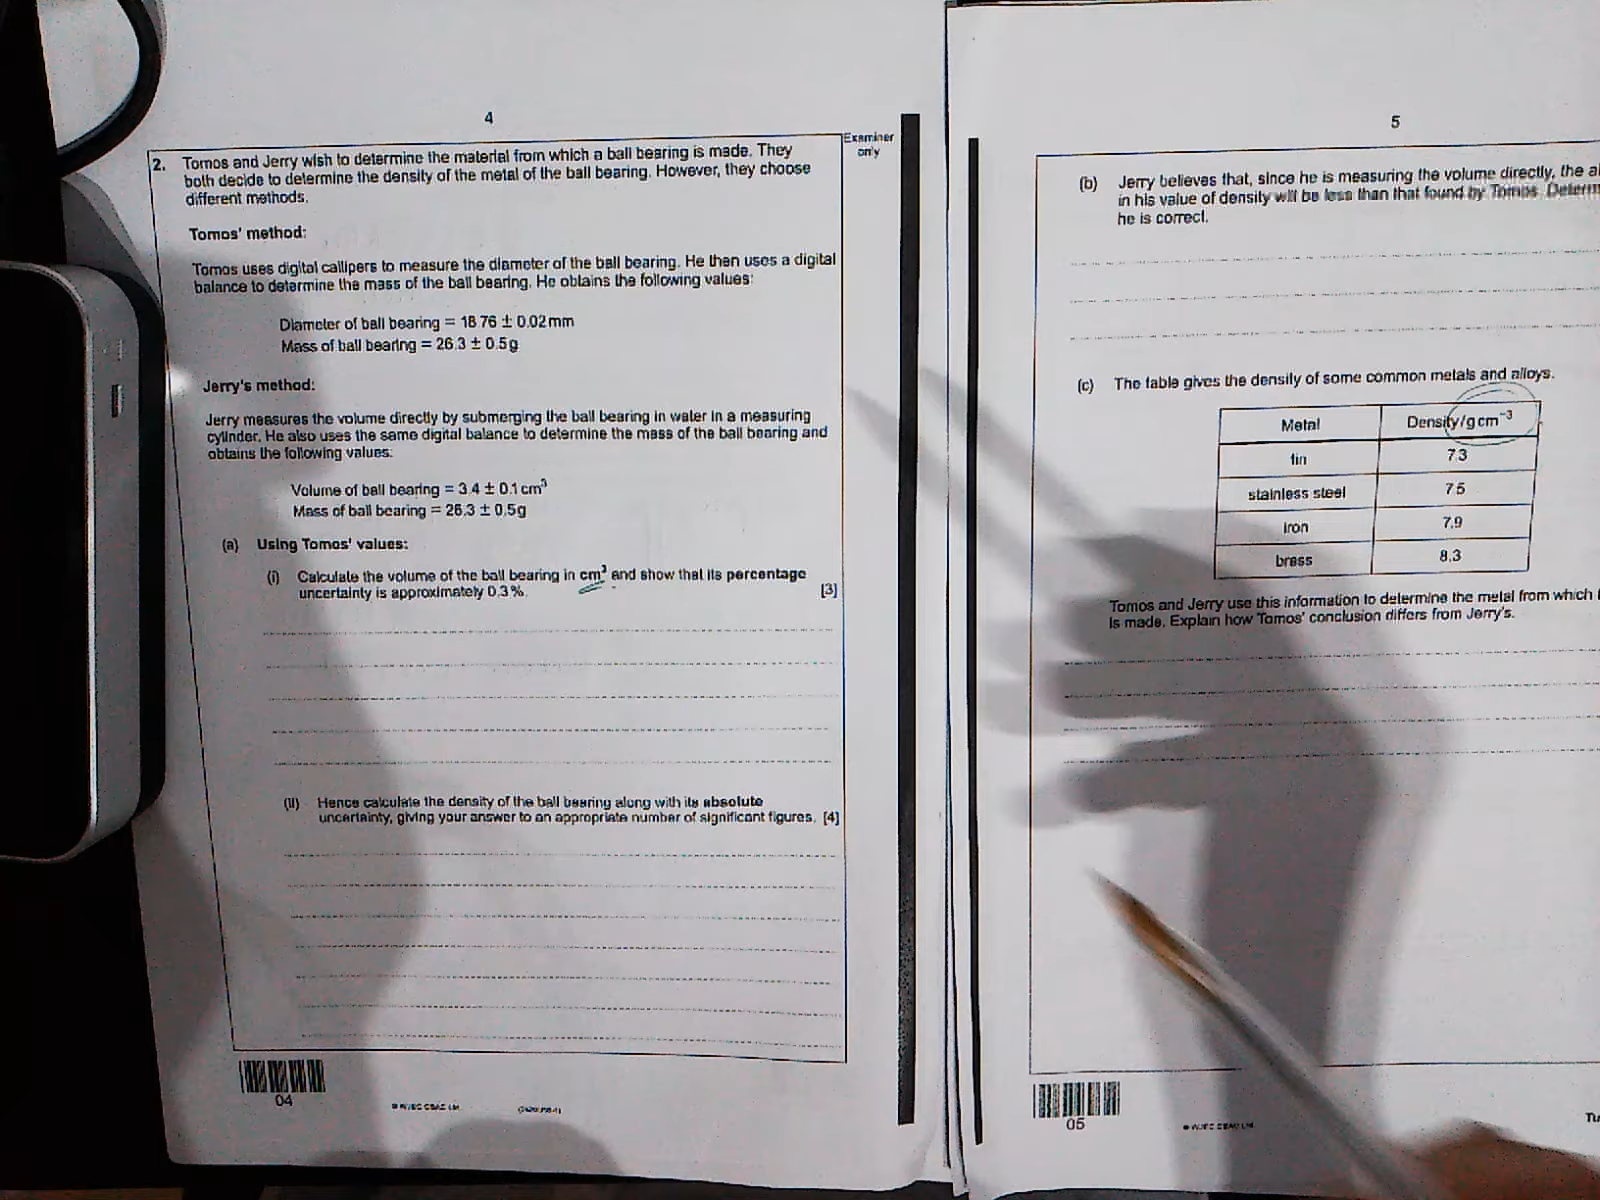 4
Examiner
only
2. Tomos and Jerry wish to determine the material from which a ball bearing is made. They
both decide to determine the density of the metal of the ball bearing. However, they choose
different methods.
Tomos' method:
Tomos uses digital callipers to measure the diameter of the ball bearing. He then uses a digital
balance to determine the mass of the ball bearing. He obtains the following values:
Diameter of ball bearing = 18.76 ± 0.02 mm
Mass of ball bearing = 26.3 ± 0.5 g
Jerry's method:
Jerry measures the volume directly by submerging the ball bearing in water in a measuring
cylinder. He also uses the same digital balance to determine the mass of the ball bearing and
obtains the following values:
Volume of ball bearing = 3.4 ± 0.1 cm³
Mass of ball bearing = 26.3 ± 0.5 g
(a) Using Tomos' values:
(i) Calculate the volume of the ball bearing in cm³ and show that its percentage
uncertainty is approximately 0.3%. [3]
(ii) Hence calculate the density of the ball bearing along with its absolute
uncertainty, giving your answer to an appropriate number of significant figures. [4]
04
© WJEC CBAC Ltd.
5
(b) Jerry believes that, since he is measuring the volume directly, the
in his value of density will be less than that found by Tomos.
he is correct.
(c) The table gives the density of some common metals and alloys.
Metal Density / g cm⁻³
tin 7.3
stainless steel 7.5
iron 7.9
brass 8.3
Tomos and Jerry use this information to determine the metal from which
is made. Explain how Tomos' conclusion differs from Jerry's.
05
© WJEC CBAC Ltd.